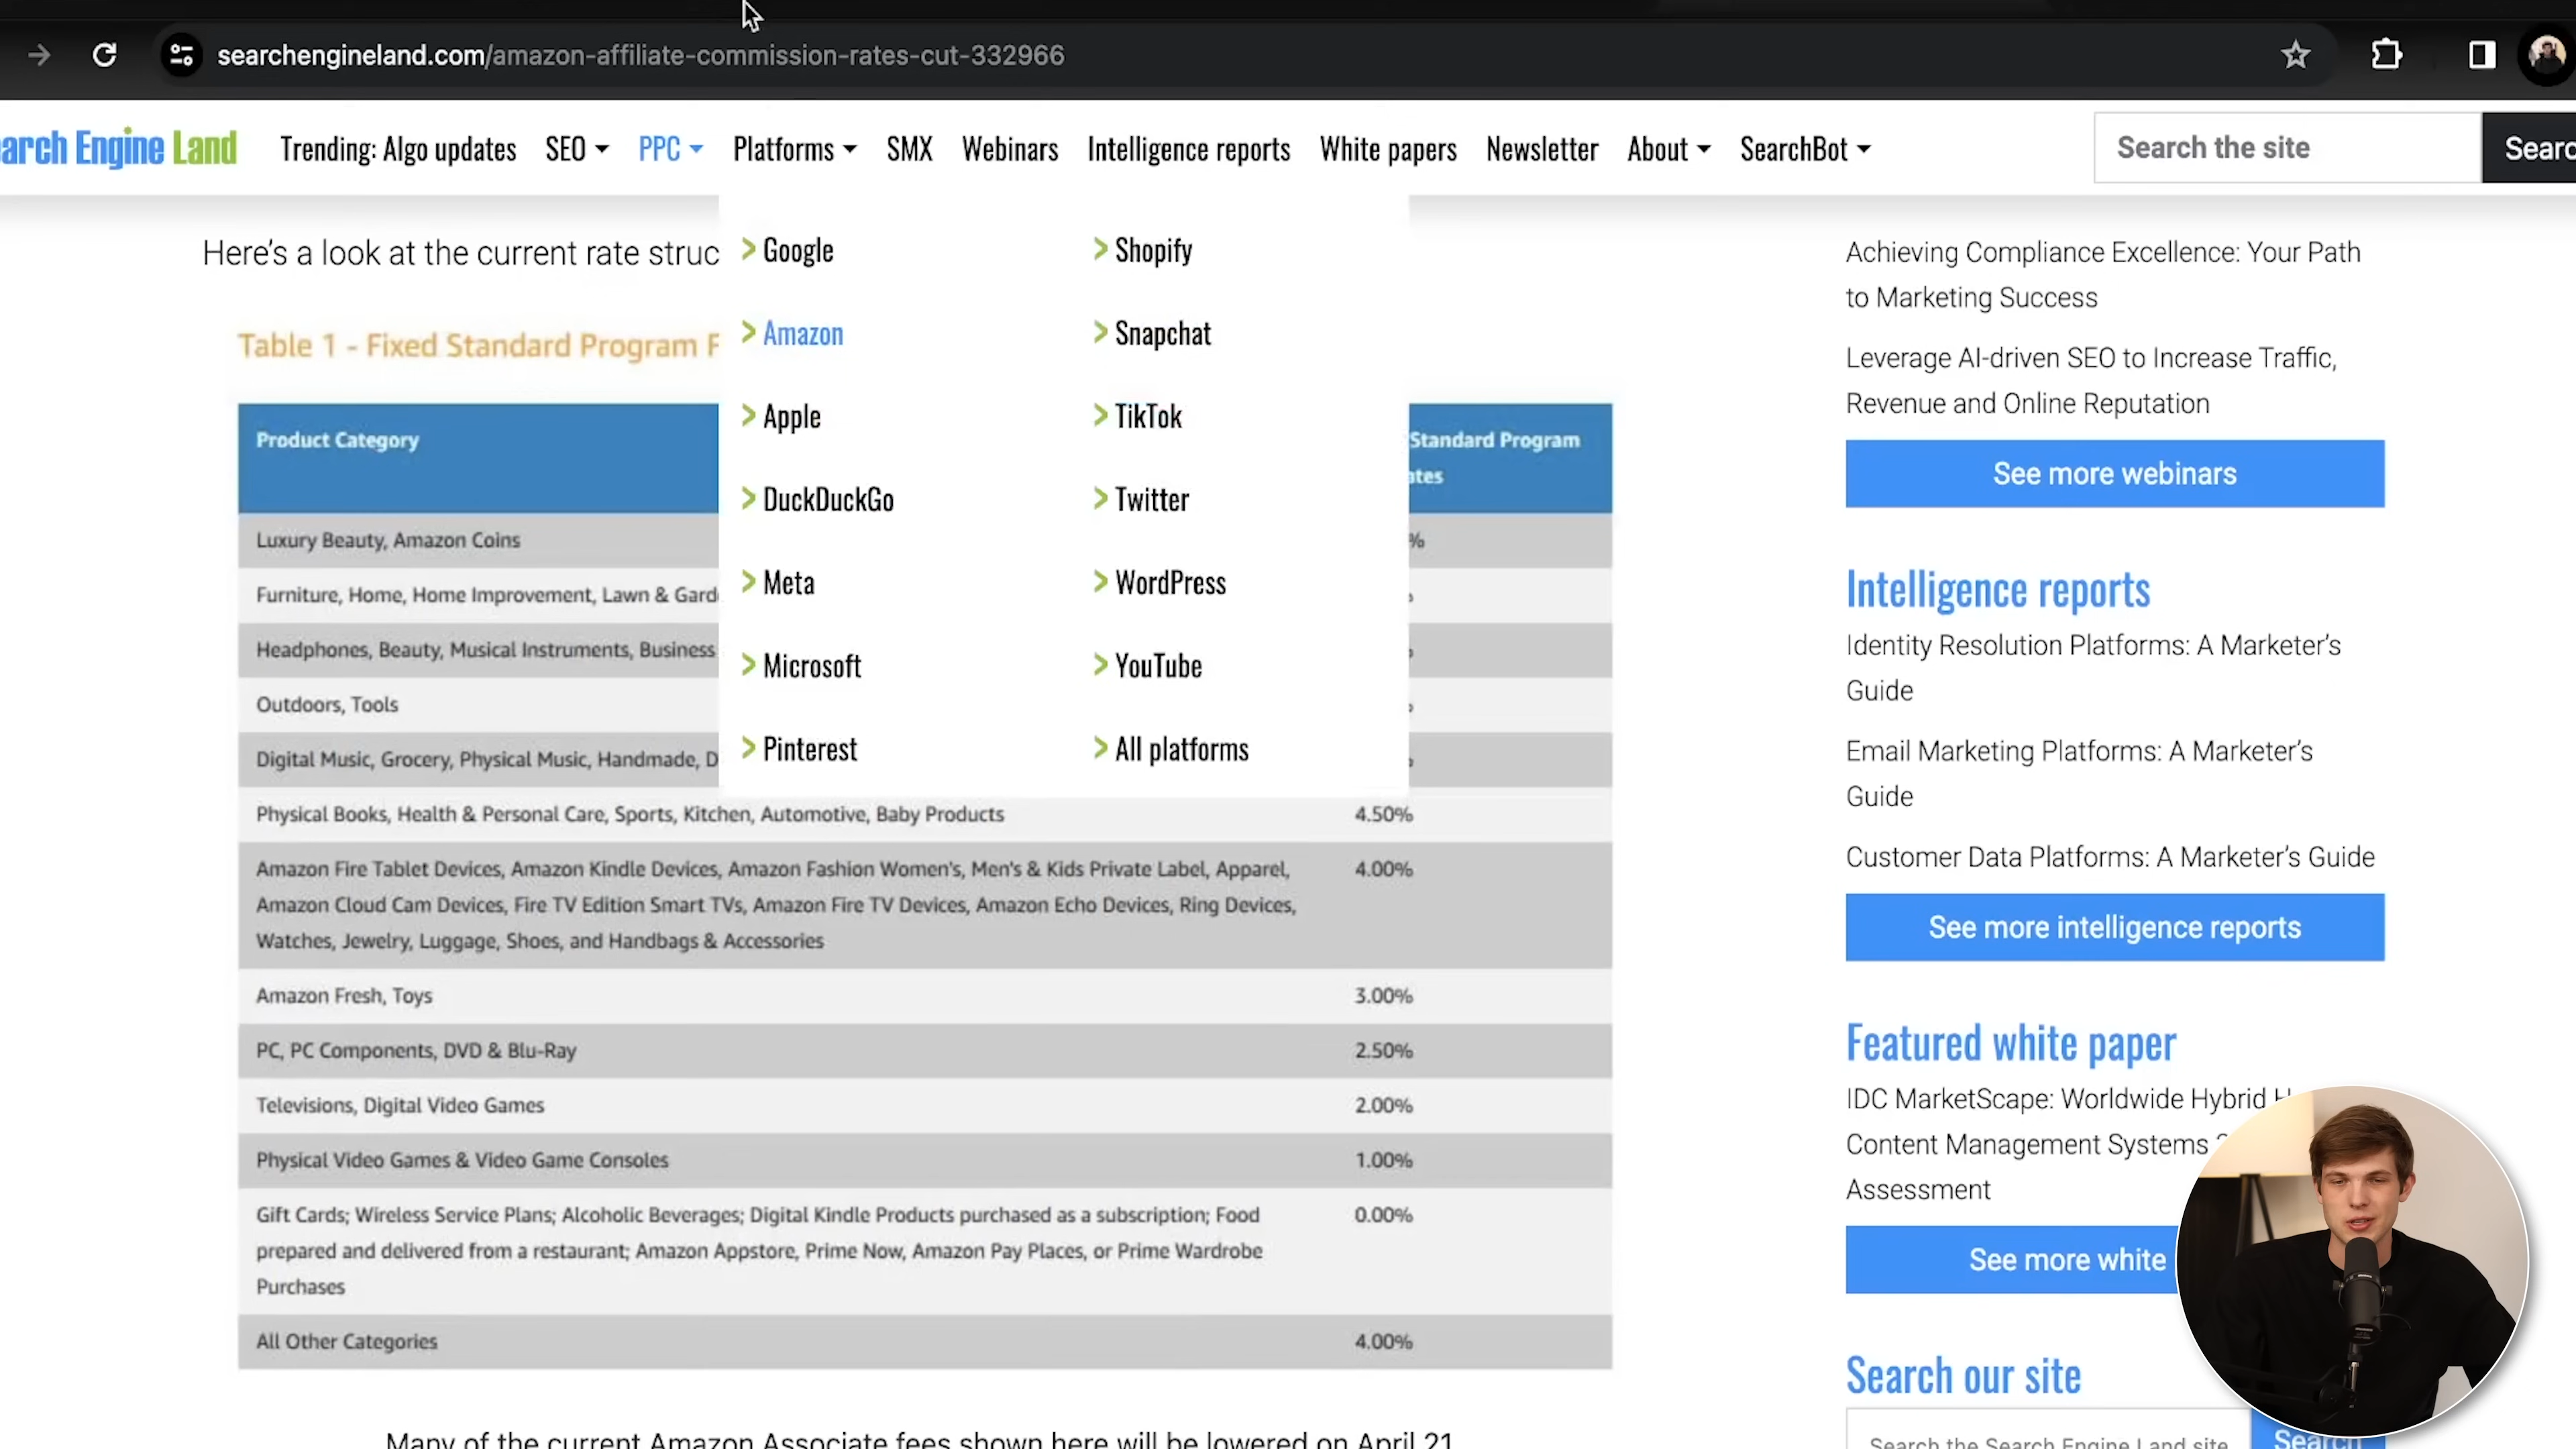 searchengineland.com/amazon-affiliate-commission-rates-cut-332966
arch Engine Land
Trending: Algo updates
SEO
PPC
Platforms
SMX
Webinars
Intelligence reports
White papers
Newsletter
About
SearchBot
Search the site
Searc
Here's a look at the current rate struc
Google
Amazon
Apple
DuckDuckGo
Meta
Microsoft
Pinterest
Shopify
Snapchat
TikTok
Twitter
WordPress
YouTube
All platforms
Table 1 - Fixed Standard Program F
Product Category
Standard Program
ates
Luxury Beauty, Amazon Coins
%
Furniture, Home, Home Improvement, Lawn & Gard
Headphones, Beauty, Musical Instruments, Business
Outdoors, Tools
Digital Music, Grocery, Physical Music, Handmade, D
Physical Books, Health & Personal Care, Sports, Kitchen, Automotive, Baby Products 4.50%
Amazon Fire Tablet Devices, Amazon Kindle Devices, Amazon Fashion Women's, Men's & Kids Private Label, Apparel, 4.00%
Amazon Cloud Cam Devices, Fire TV Edition Smart TVs, Amazon Fire TV Devices, Amazon Echo Devices, Ring Devices,
Watches, Jewelry, Luggage, Shoes, and Handbags & Accessories
Amazon Fresh, Toys 3.00%
PC, PC Components, DVD & Blu-Ray 2.50%
Televisions, Digital Video Games 2.00%
Physical Video Games & Video Game Consoles 1.00%
Gift Cards; Wireless Service Plans; Alcoholic Beverages; Digital Kindle Products purchased as a subscription; Food 0.00%
prepared and delivered from a restaurant; Amazon Appstore, Prime Now, Amazon Pay Places, or Prime Wardrobe
Purchases
All Other Categories 4.00%
Many of the current Amazon Associate fees shown here will be lowered on April 21
Achieving Compliance Excellence: Your Path
to Marketing Success
Leverage AI-driven SEO to Increase Traffic,
Revenue and Online Reputation
See more webinars
Intelligence reports
Identity Resolution Platforms: A Marketer's
Guide
Email Marketing Platforms: A Marketer's
Guide
Customer Data Platforms: A Marketer's Guide
See more intelligence reports
Featured white paper
IDC MarketScape: Worldwide Hybrid H
Content Management Systems
Assessment
See more white
Search our site
Search the Search Engine Land site
Search